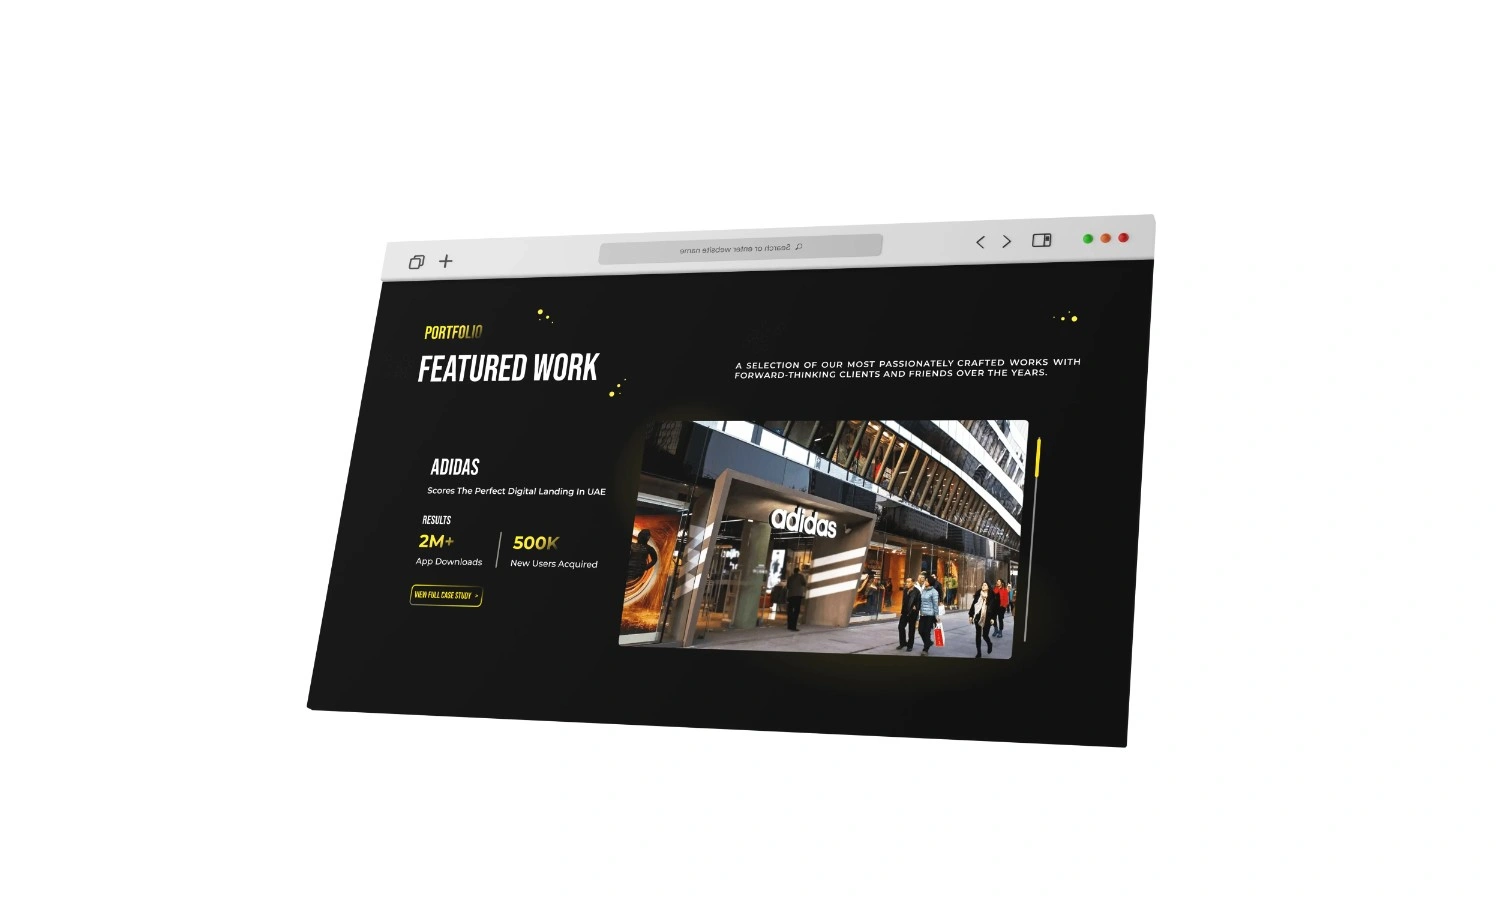 Search or enter website name
PORTFOLIO
FEATURED WORK
A SELECTION OF OUR MOST PASSIONATELY CRAFTED WORKS WITH
FORWARD-THINKING CLIENTS AND FRIENDS OVER THE YEARS.
ADIDAS
Scores The Perfect Digital Landing In UAE
RESULTS
2M+
App Downloads
500K
New Users Acquired
VIEW FULL CASE STUDY >
adidas